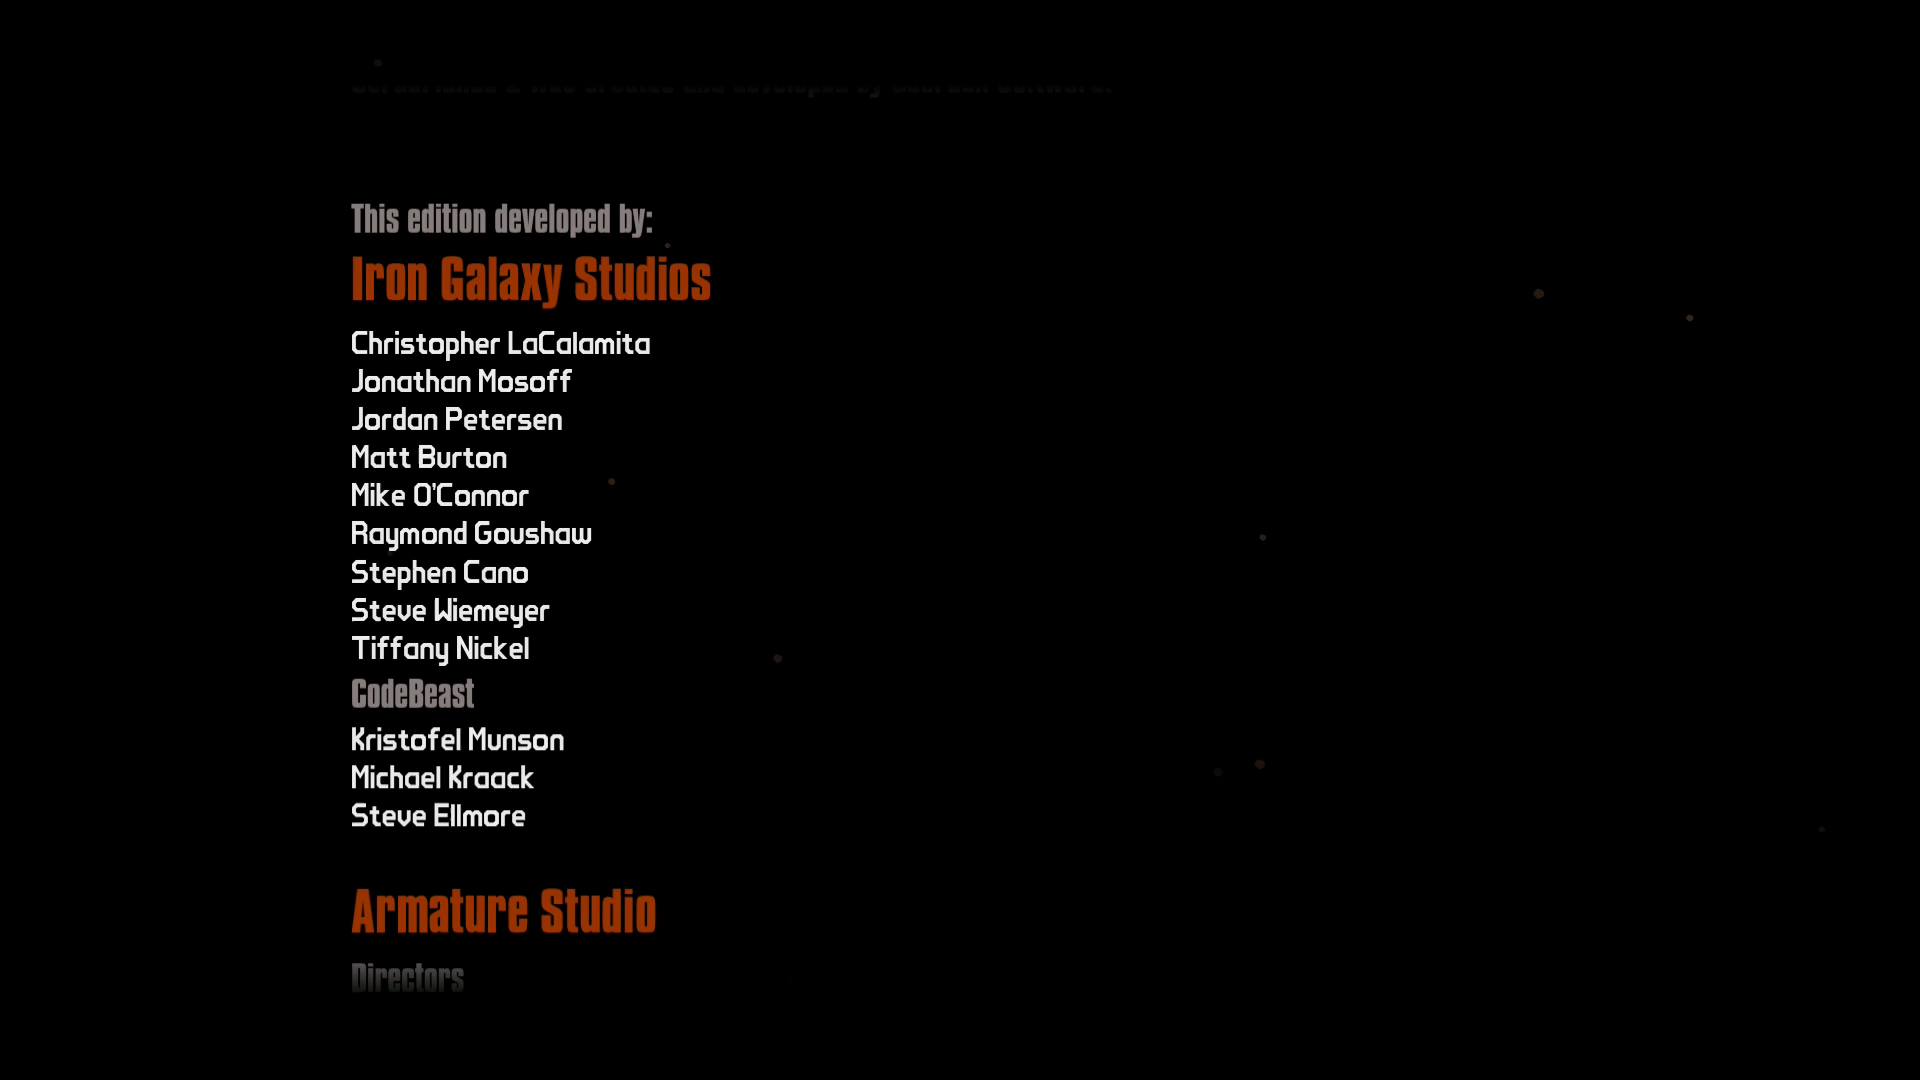 This edition developed by:
Iron Galaxy Studios
Christopher LaCalamita
Jonathan Mosoff
Jordan Petersen
Matt Burton
Mike O'Connor
Raymond Goushaw
Stephen Cano
Steve Wiemeyer
Tiffany Nickel
CodeBeast
Kristofel Munson
Michael Kraack
Steve Ellmore
Armature Studio
Directors